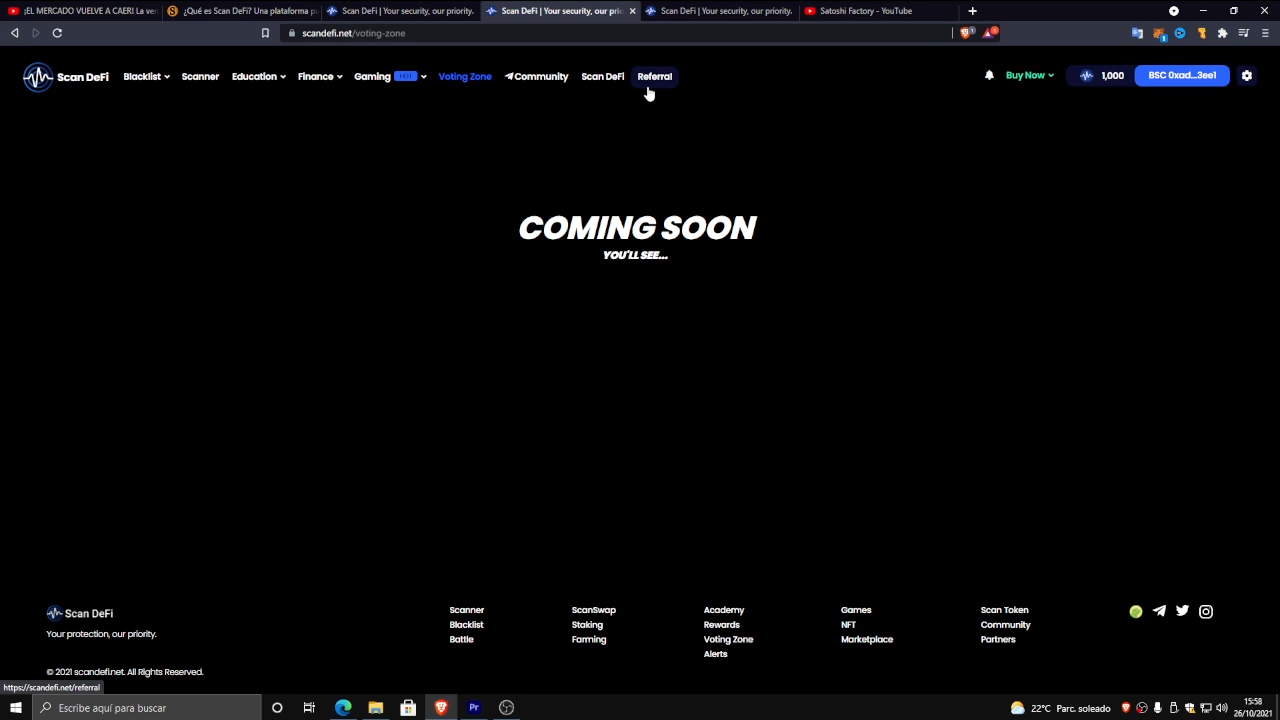 ¡EL MERCADO VUELVE A CAER! La ve
¿Qué es Scan DeFi? Una plataforma p
Scan DeFi | Your security, our priority.
Scan DeFi | Your security, our prio
Scan DeFi | Your security, our priority.
Satoshi Factory - YouTube
scandefi.net/voting-zone
Scan DeFi
Blacklist
Scanner
Education
Finance
Gaming HOT
Voting Zone
Community
Scan DeFi
Referral
Buy Now
1,000
BSC 0xad...3ee1
COMING SOON
YOU'LL SEE...
Scan DeFi
Your protection, our priority.
© 2021 scandefi.net. All Rights Reserved.
Scanner
Blacklist
Battle
ScanSwap
Staking
Farming
Academy
Rewards
Voting Zone
Alerts
Games
NFT
Marketplace
Scan Token
Community
Partners
https://scandefi.net/referral
Escribe aquí para buscar
Pr
22°C Parc. soleado
15:58
26/10/2021